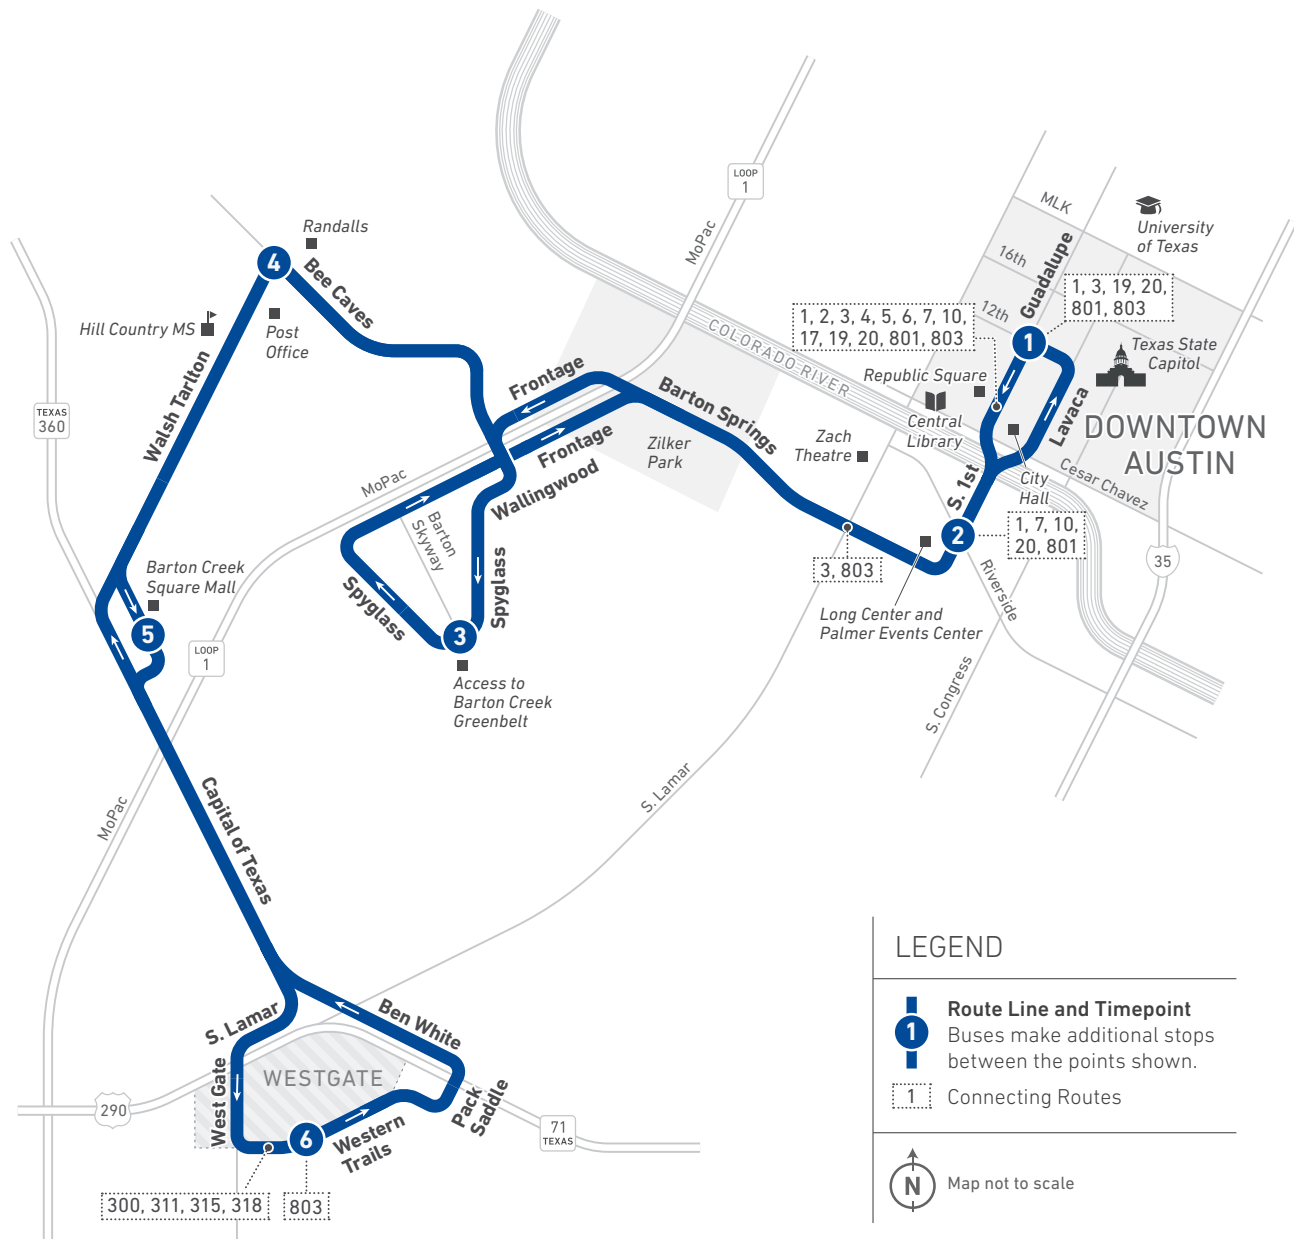 LOOP
1
MoPac
MLK
16th
12th
Guadalupe
University
of Texas
1, 3, 19, 20,
801, 803
1, 2, 3, 4, 5, 6, 7, 10,
17, 19, 20, 801, 803
1
Texas State
Capitol
Republic Square
Central
Library
Lavaca
DOWNTOWN
AUSTIN
City
Hall
Cesar Chavez
COLORADO RIVER
S. 1st
2
1, 7, 10,
20, 801
35
Riverside
S. Congress
Randalls
4
Bee Caves
Hill Country MS
Post
Office
Walsh Tarlton
TEXAS
360
Frontage
Frontage
Barton Springs
Zilker
Park
Zach
Theatre
3, 803
Long Center and
Palmer Events Center
Wallingwood
MoPac
Barton
Skyway
Spyglass
Spyglass
3
Access to
Barton Creek
Greenbelt
Barton Creek
Square Mall
5
LOOP
1
MoPac
S. Lamar
Capital of Texas
S. Lamar
Ben White
WESTGATE
West Gate
Pack
Saddle
290
6
Western
Trails
71
TEXAS
300, 311, 315, 318
803
LEGEND
1
Route Line and Timepoint
Buses make additional stops
between the points shown.
1
Connecting Routes
N
Map not to scale